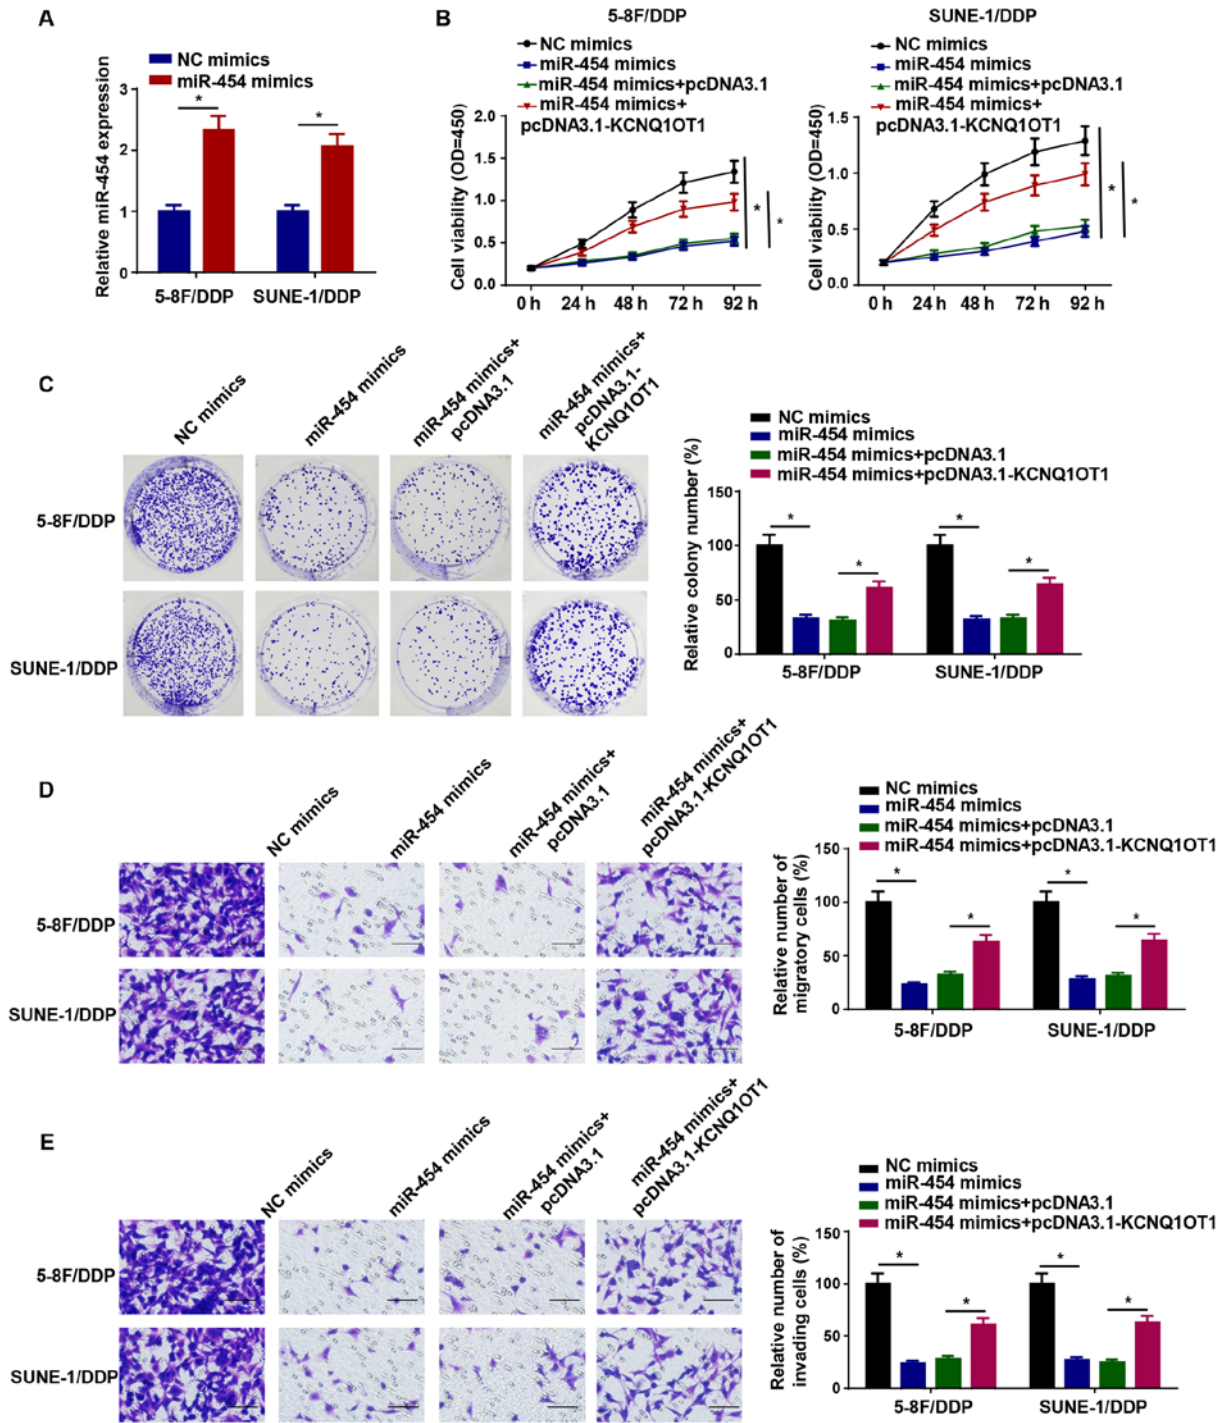 A
NC mimics
miR-454 mimics
Relative miR-454 expression
3
2
1
0
*
*
5-8F/DDP
SUNE-1/DDP
B
5-8F/DDP
NC mimics
miR-454 mimics
miR-454 mimics+pcDNA3.1
miR-454 mimics+
pcDNA3.1-KCNQ1OT1
Cell viability (OD=450)
2.0
1.5
1.0
0.5
0.0
*
*
0 h
24 h
48 h
72 h
92 h
SUNE-1/DDP
NC mimics
miR-454 mimics
miR-454 mimics+pcDNA3.1
miR-454 mimics+
pcDNA3.1-KCNQ1OT1
Cell viability (OD=450)
1.5
1.0
0.5
0.0
*
*
0 h
24 h
48 h
72 h
92 h
C
NC mimics
miR-454 mimics
miR-454 mimics+
pcDNA3.1
miR-454 mimics+
pcDNA3.1-
KCNQ1OT1
5-8F/DDP
SUNE-1/DDP
NC mimics
miR-454 mimics
miR-454 mimics+pcDNA3.1
miR-454 mimics+pcDNA3.1-KCNQ1OT1
Relative colony number (%)
150
100
50
0
*
*
*
*
5-8F/DDP
SUNE-1/DDP
D
NC mimics
miR-454 mimics
miR-454 mimics+
pcDNA3.1
miR-454 mimics+
pcDNA3.1-KCNQ1OT1
5-8F/DDP
SUNE-1/DDP
NC mimics
miR-454 mimics
miR-454 mimics+pcDNA3.1
miR-454 mimics+pcDNA3.1-KCNQ1OT1
Relative number of
migratory cells (%)
150
100
50
0
*
*
*
*
5-8F/DDP
SUNE-1/DDP
E
NC mimics
miR-454 mimics
miR-454 mimics+
pcDNA3.1
miR-454 mimics+
pcDNA3.1-KCNQ1OT1
5-8F/DDP
SUNE-1/DDP
NC mimics
miR-454 mimics
miR-454 mimics+pcDNA3.1
miR-454 mimics+pcDNA3.1-KCNQ1OT1
Relative number of
invading cells (%)
150
100
50
0
*
*
*
*
5-8F/DDP
SUNE-1/DDP